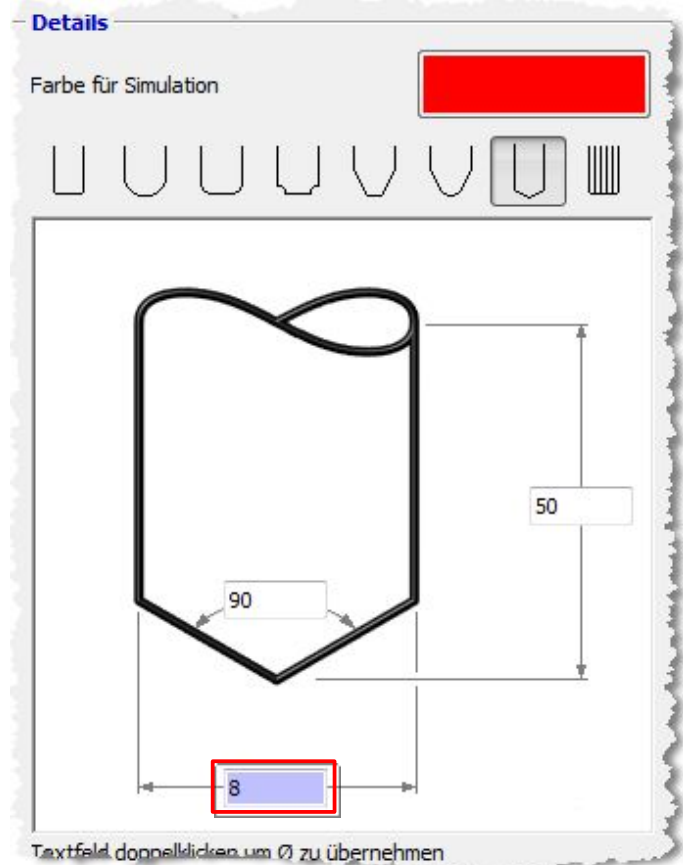 Details
Farbe für Simulation
50
90
8
Textfeld doppelklicken um Ø zu übernehmen